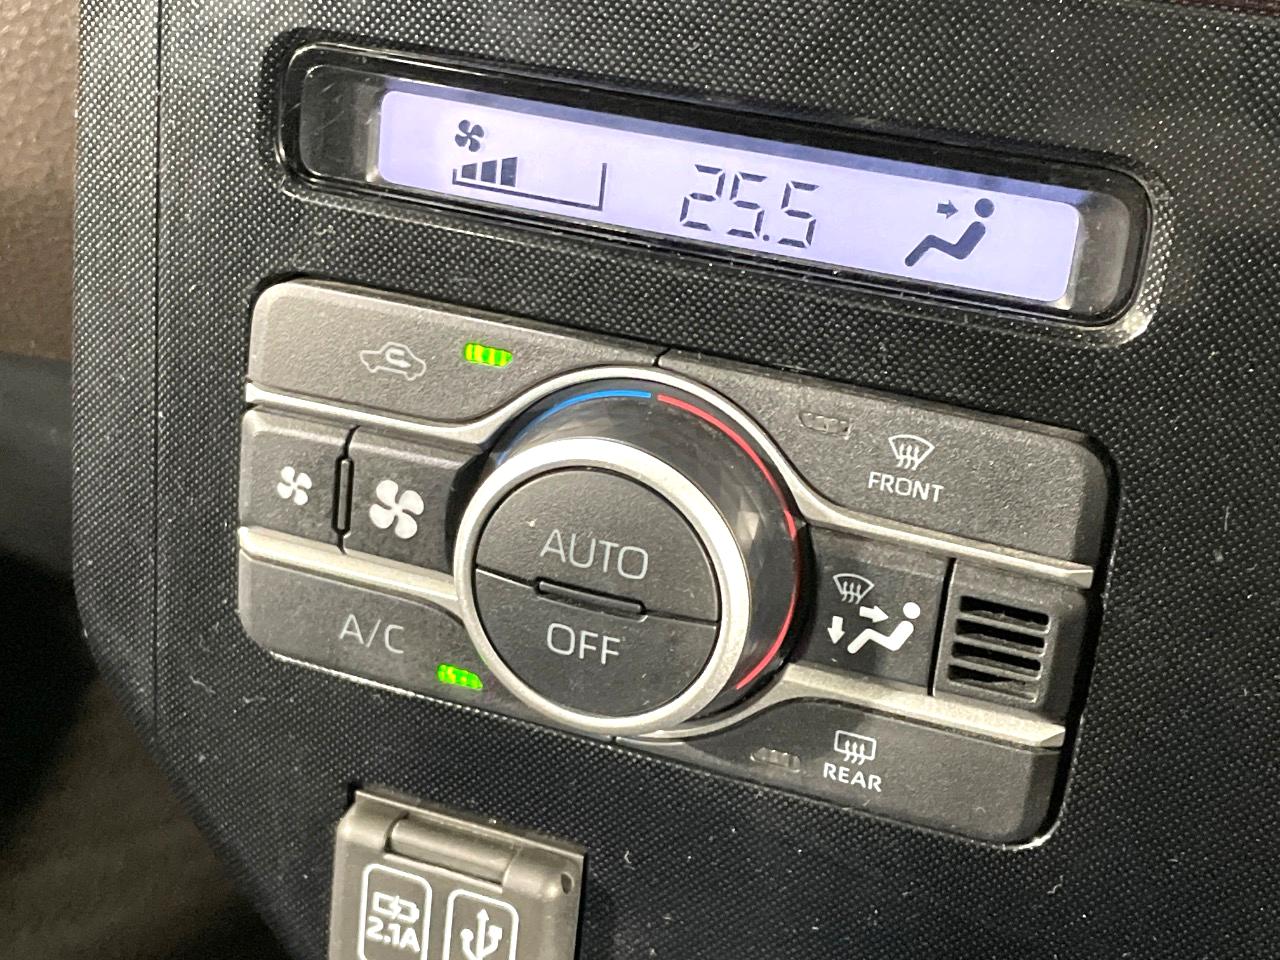 25.5
FRONT
AUTO
OFF
A/C
REAR
2.1A